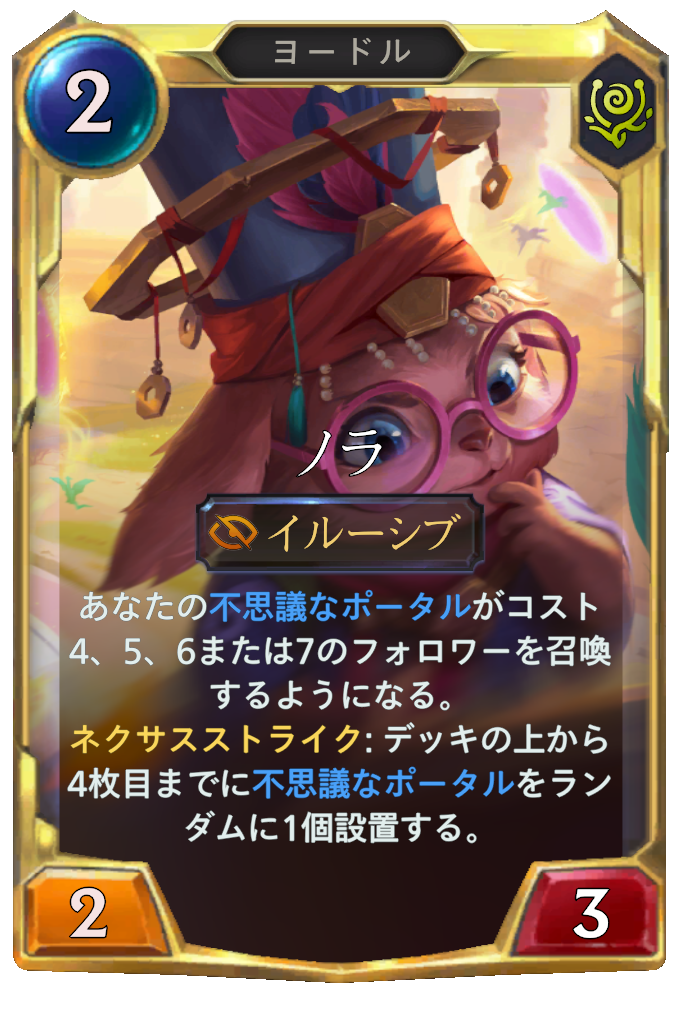 ヨードル
2
ノラ
イルーシブ
あなたの不思議なポータルがコスト
4、5、6または7のフォロワーを召喚
するようになる。
ネクサスストライク: デッキの上から
4枚目までに不思議なポータルをラン
ダムに1個設置する。
2
3